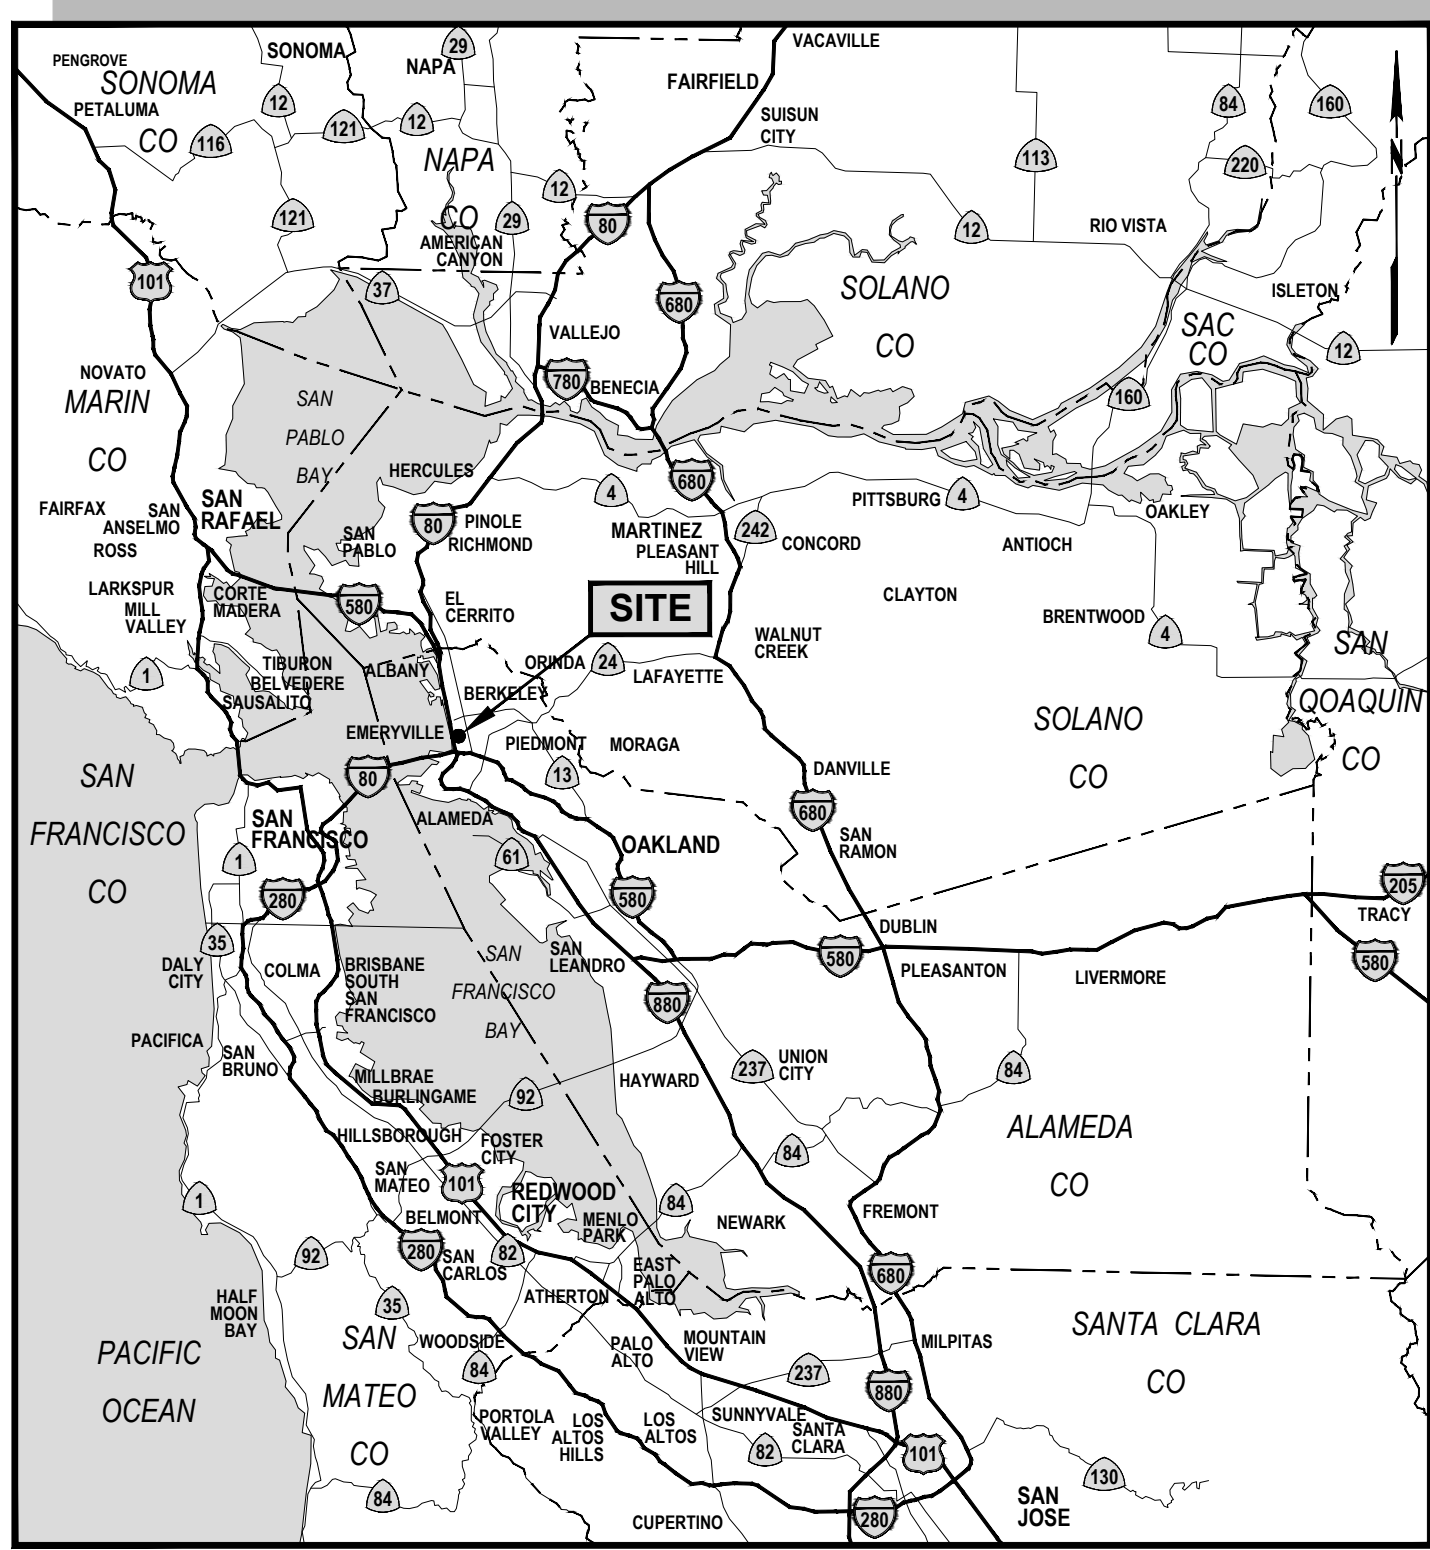 PENGROVE
SONOMA
29
VACAVILLE
SONOMA
NAPA
FAIRFIELD
PETALUMA
12
84
160
SUISUN
CITY
121
12
CO
116
NAPA
113
220
12
121
CO
29
80
12
RIO VISTA
AMERICAN
CANYON
N
101
37
680
SOLANO
CO
ISLETON
SAC
CO
VALLEJO
12
NOVATO
780
BENECIA
MARIN
CO
SAN
PABLO
BAY
160
HERCULES
680
4
PITTSBURG
4
FAIRFAX
SAN
ANSELMO
SAN
RAFAEL
OAKLEY
80
PINOLE
RICHMOND
MARTINEZ
242
CONCORD
ROSS
SAN
PABLO
PLEASANT
HILL
ANTIOCH
LARKSPUR
CORTE
MADERA
580
EL
CERRITO
SITE
CLAYTON
MILL
VALLEY
BRENTWOOD
4
WALNUT
CREEK
SAN
QOAQUIN
CO
1
TIBURON
BELVEDERE
SAUSALITO
ALBANY
ORINDA
24
LAFAYETTE
BERKELEY
SOLANO
CO
EMERYVILLE
PIEDMONT
MORAGA
SAN
FRANCISCO
CO
80
13
DANVILLE
680
SAN
FRANCISCO
ALAMEDA
OAKLAND
SAN
RAMON
1
61
280
580
205
TRACY
DUBLIN
35
DALY
CITY
COLMA
BRISBANE
SOUTH
SAN
FRANCISCO
SAN
FRANCISCO
BAY
SAN
LEANDRO
580
PLEASANTON
LIVERMORE
580
880
PACIFICA
SAN
BRUNO
237
UNION
CITY
84
MILLBRAE
BURLINGAME
92
HAYWARD
HILLSBOROUGH
FOSTER
CITY
84
ALAMEDA
CO
SAN
MATEO
101
REDWOOD
CITY
1
84
BELMONT
MENLO
PARK
NEWARK
FREMONT
92
280
SAN
CARLOS
82
EAST
PALO
ALTO
680
HALF
MOON
BAY
35
ATHERTON
SAN
MATEO
CO
WOODSIDE
PALO
ALTO
MOUNTAIN
VIEW
MILPITAS
SANTA CLARA
CO
PACIFIC
OCEAN
84
237
880
PORTOLA
VALLEY
LOS
ALTOS
HILLS
LOS
ALTOS
SUNNYVALE
SANTA
CLARA
82
101
130
84
CUPERTINO
280
SAN
JOSE